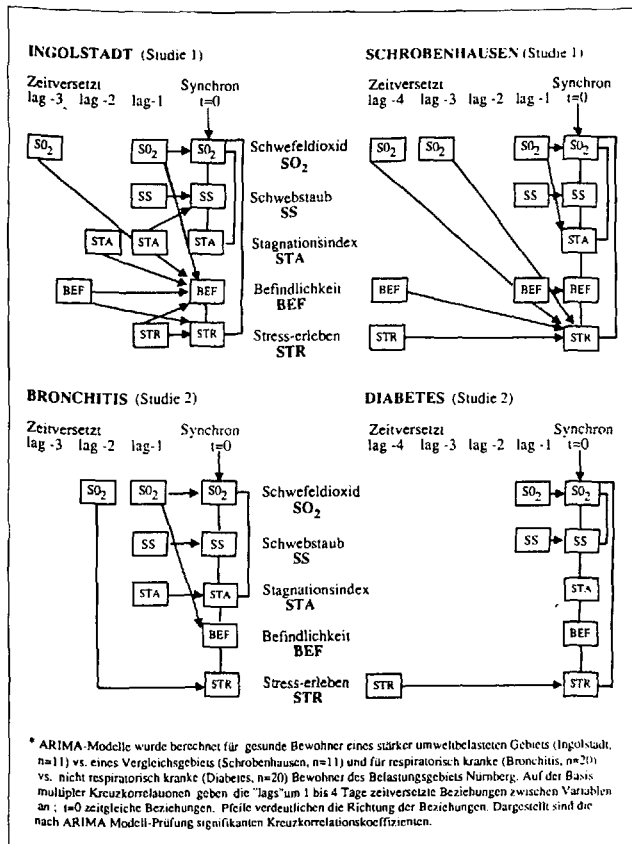 INGOLSTADT (Studie 1)
Zeitversetzt Synchron
lag -3 lag -2 lag-1 t=0
SO2 SO2 SO2 Schwefeldioxid
SO2
SS SS Schwebstaub
SS
STA STA STA Stagnationsindex
STA
BEF BEF Befindlichkeit
BEF
STR STR Stress-erleben
STR
SCHROBENHAUSEN (Studie 1)
Zeitversetzt Synchron
lag -4 lag -3 lag -2 lag -1 t=0
SO2 SO2 SO2 SO2
SS SS
STA
BEF BEF BEF
STR STR
BRONCHITIS (Studie 2)
Zeitversetzt Synchron
lag -3 lag -2 lag-1 t=0
SO2 SO2 SO2 Schwefeldioxid
SO2
SS SS Schwebstaub
SS
STA STA Stagnationsindex
STA
BEF Befindlichkeit
BEF
STR Stress-erleben
STR
DIABETES (Studie 2)
Zeitversetzt Synchron
lag -4 lag -3 lag -2 lag -1 t=0
SO2 SO2
SS SS
STA
BEF
STR STR
* ARIMA-Modelle wurde berechnet für gesunde Bewohner eines stärker umweltbelasteten Gebiets (Ingolstadt,
n=11) vs. eines Vergleichsgebiets (Schrobenhausen, n=11) und für respiratorisch kranke (Bronchitis, n=20)
vs. nicht respiratorisch kranke (Diabetes, n=20) Bewohner des Belastungsgebiets Nürnberg. Auf der Basis
multipler Kreuzkorrelationen geben die "lags"um 1 bis 4 Tage zeitversetzte Beziehungen zwischen Variablen
an ; t=0 zeitgleiche Beziehungen. Pfeile verdeutlichen die Richtung der Beziehungen. Dargestellt sind die
nach ARIMA Modell-Prüfung signifikanten Kreuzkorrelationskoeffizienten.